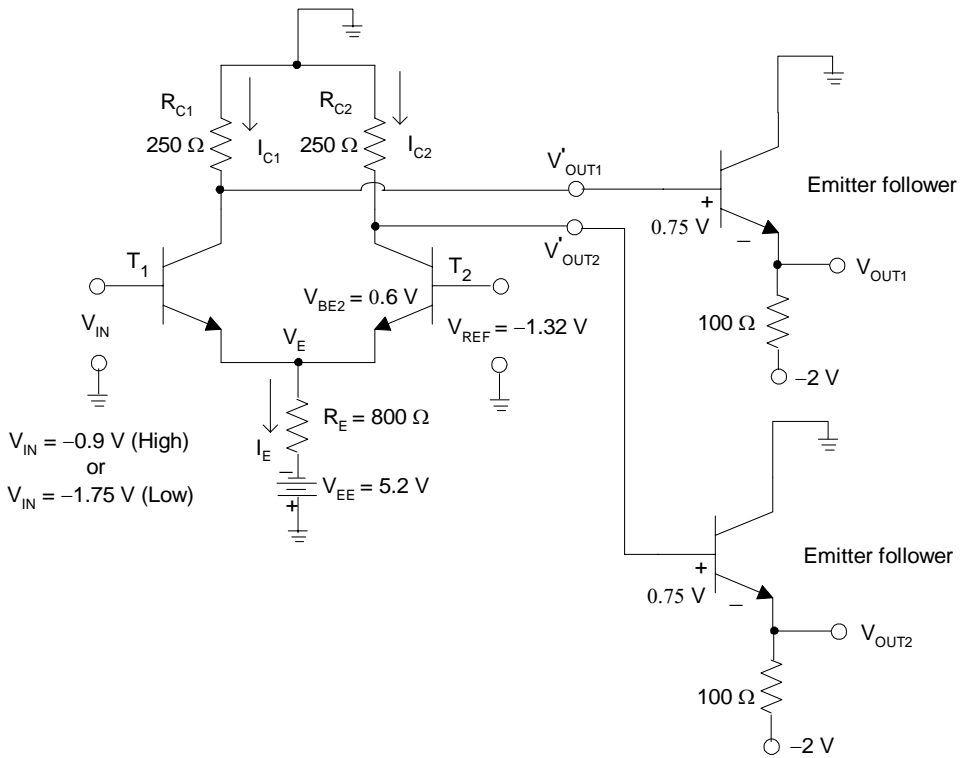 R_C1
250 Ω
I_C1
R_C2
250 Ω
I_C2
V'_OUT1
V'_OUT2
+
0.75 V
−
Emitter follower
V_OUT1
100 Ω
−2 V
T_1
V_IN
T_2
V_BE2 = 0.6 V
V_REF = −1.32 V
V_E
R_E = 800 Ω
I_E
−
V_EE = 5.2 V
+
V_IN = −0.9 V (High)
or
V_IN = −1.75 V (Low)
+
0.75 V
−
Emitter follower
V_OUT2
100 Ω
−2 V